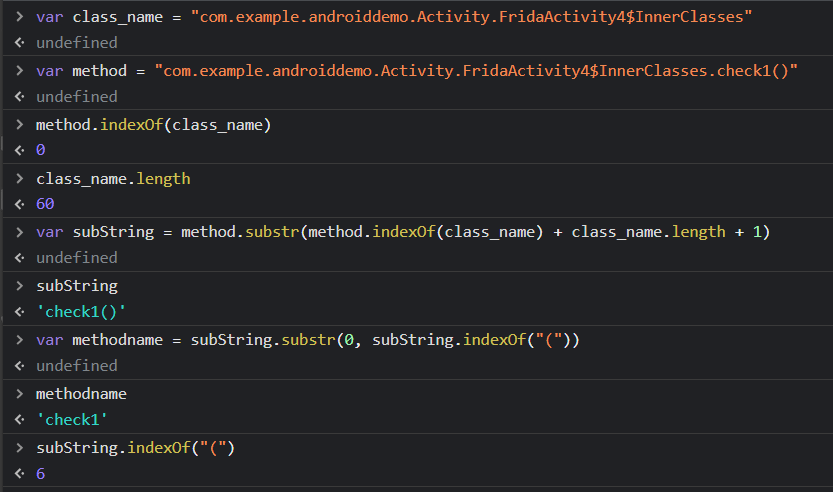 > var class_name = "com.example.androiddemo.Activity.FridaActivity4$InnerClasses"
<· undefined
> var method = "com.example.androiddemo.Activity.FridaActivity4$InnerClasses.check1()"
<· undefined
> method.indexOf(class_name)
<· 0
> class_name.length
<· 60
> var subString = method.substr(method.indexOf(class_name) + class_name.length + 1)
<· undefined
> subString
<· 'check1()'
> var methodname = subString.substr(0, subString.indexOf("("))
<· undefined
> methodname
<· 'check1'
> subString.indexOf("(")
<· 6